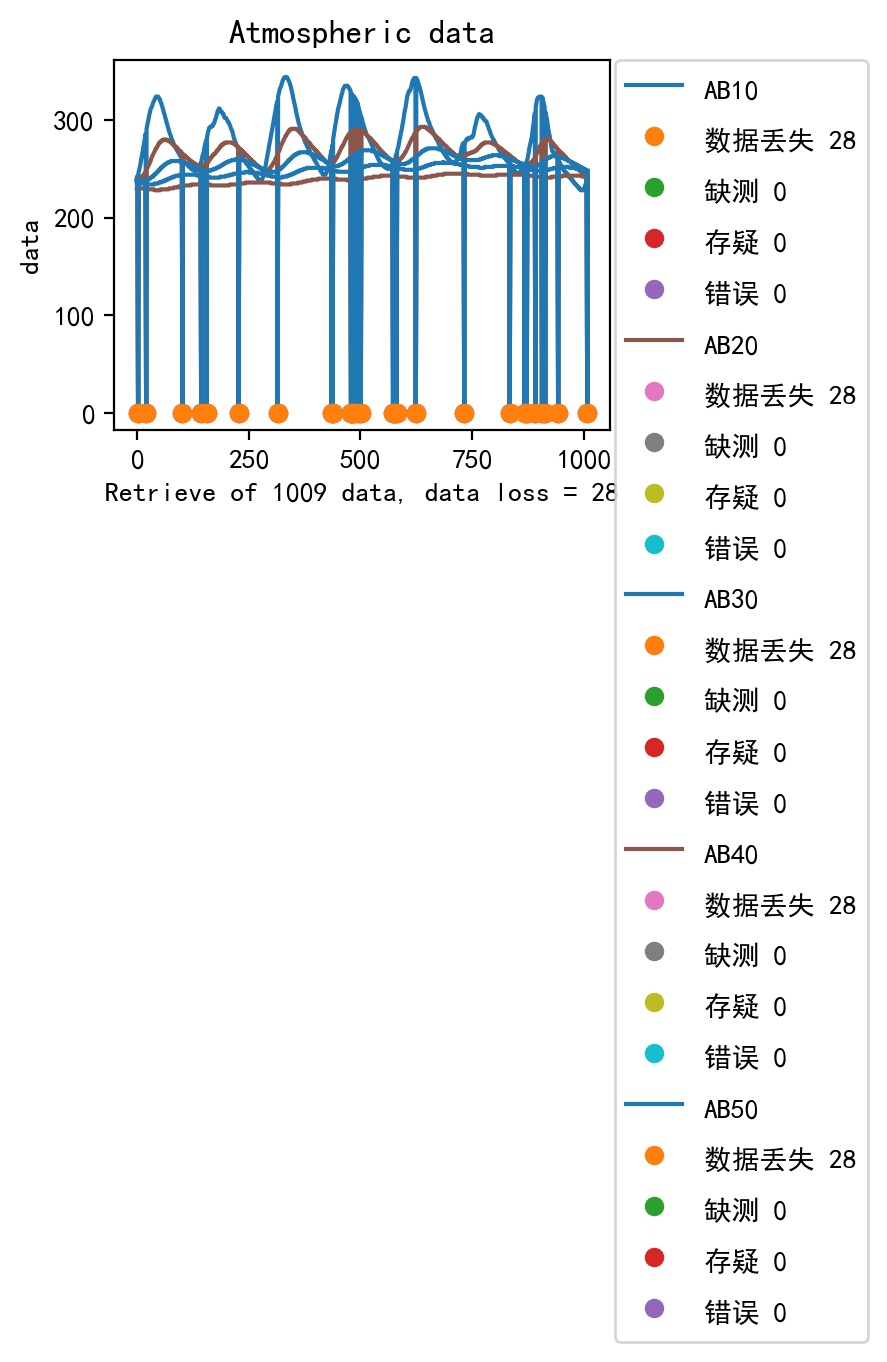 Atmospheric data
data
300
200
100
0
0 250 500 750 1000
Retrieve of 1009 data, data loss = 28
AB10
数据丢失 28
缺测 0
存疑 0
错误 0
AB20
数据丢失 28
缺测 0
存疑 0
错误 0
AB30
数据丢失 28
缺测 0
存疑 0
错误 0
AB40
数据丢失 28
缺测 0
存疑 0
错误 0
AB50
数据丢失 28
缺测 0
存疑 0
错误 0